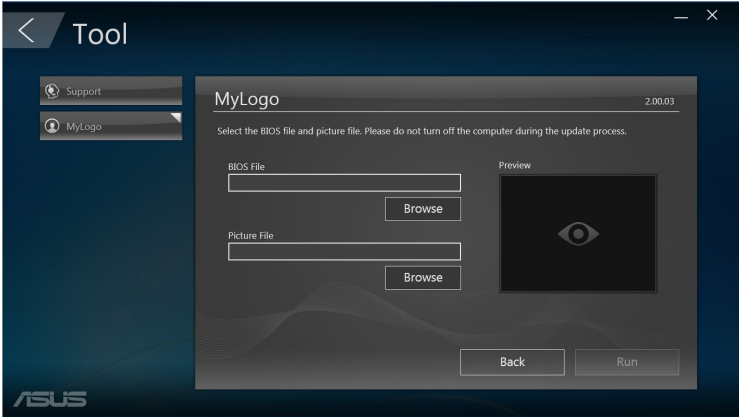 Tool
Support
MyLogo
MyLogo
2.00.03
Select the BIOS file and picture file. Please do not turn off the computer during the update process.
BIOS File
Preview
Browse
Picture File
Browse
Back
Run
ASUS